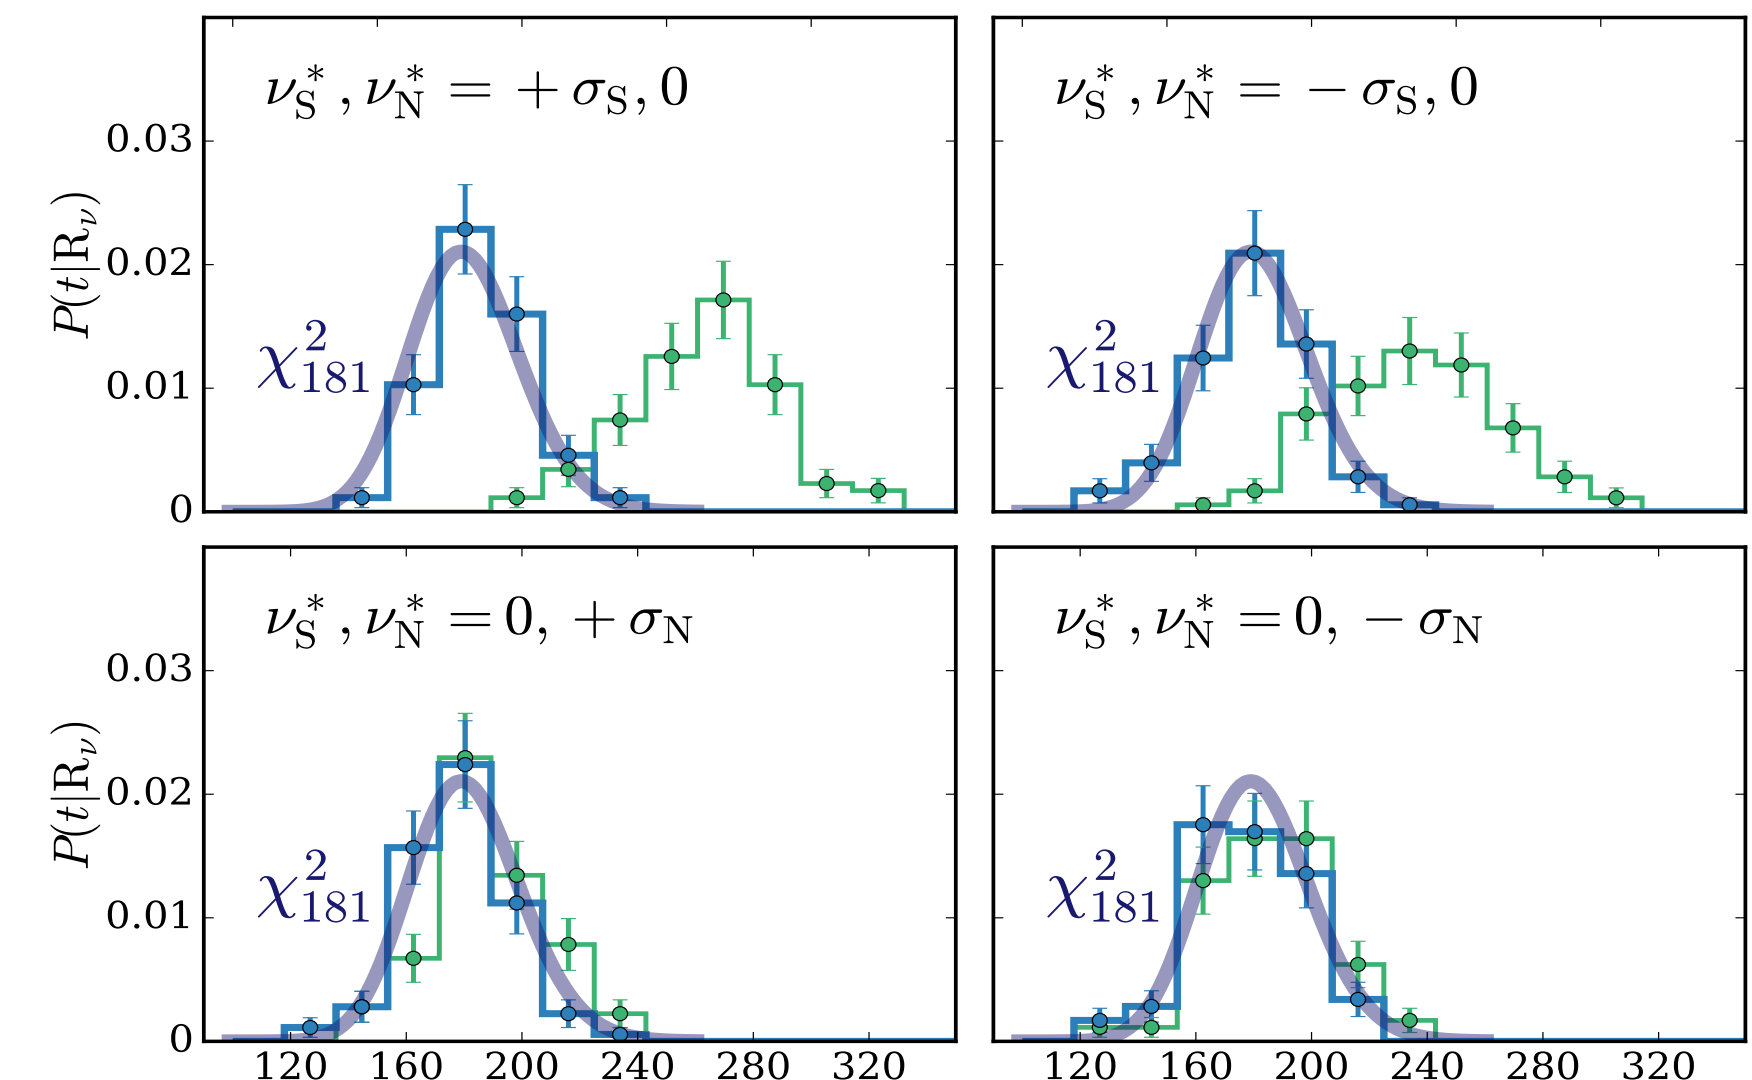 ν*S, ν*N = + σS, 0
ν*S, ν*N = − σS, 0
0.03
0.02
0.01
0
P(t|Rν)
χ²181
χ²181
ν*S, ν*N = 0, + σN
ν*S, ν*N = 0, − σN
0.03
0.02
0.01
0
P(t|Rν)
χ²181
χ²181
120 160 200 240 280 320
120 160 200 240 280 320